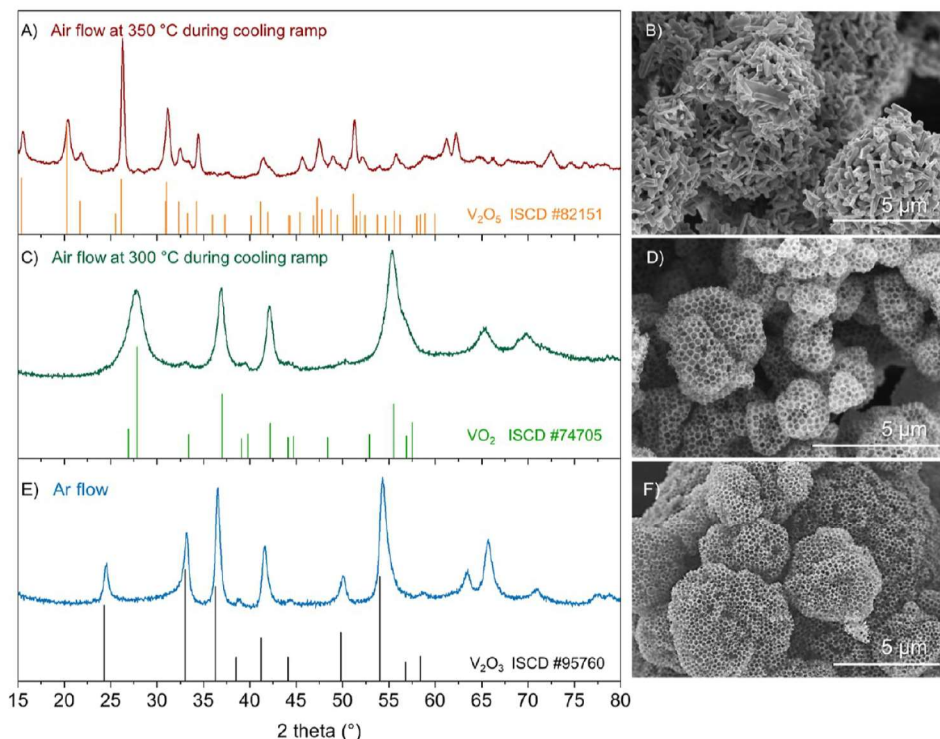 A) Air flow at 350 °C during cooling ramp
V₂O₅ ISCD #82151
B)
5 µm
C) Air flow at 300 °C during cooling ramp
VO₂ ISCD #74705
D)
5 µm
E) Ar flow
V₂O₃ ISCD #95760
F)
5 µm
15 20 25 30 35 40 45 50 55 60 65 70 75 80
2 theta (°)